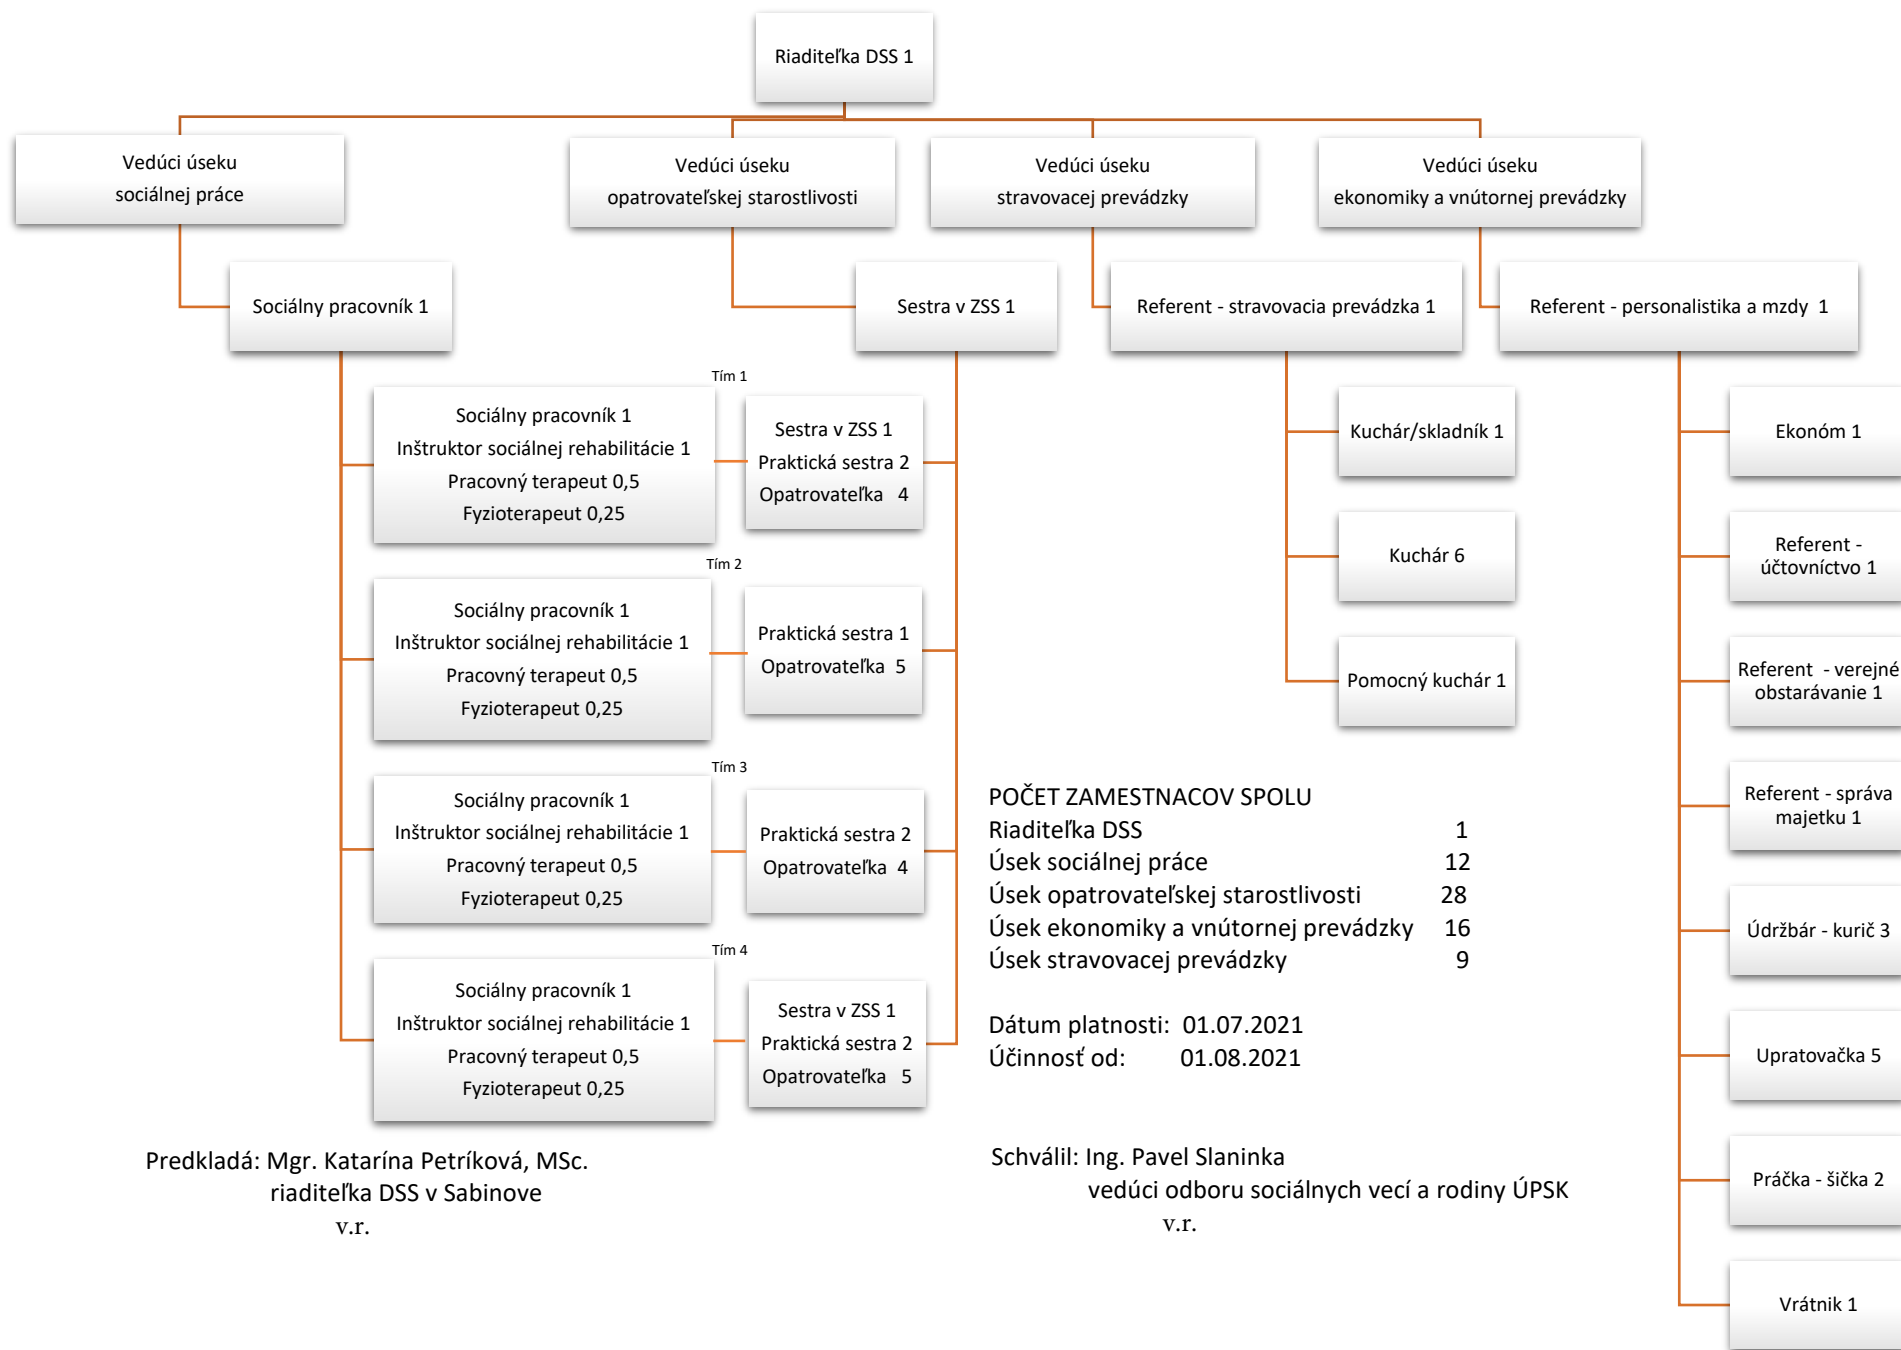 Riaditeľka DSS 1
Vedúci úseku
sociálnej práce
Vedúci úseku
opatrovateľskej starostlivosti
Vedúci úseku
stravovacej prevádzky
Vedúci úseku
ekonomiky a vnútornej prevádzky
Sociálny pracovník 1
Sestra v ZSS 1
Referent - stravovacia prevádzka 1
Referent - personalistika a mzdy  1
Tím 1
Sociálny pracovník 1
Inštruktor sociálnej rehabilitácie 1
Pracovný terapeut 0,5
Fyzioterapeut 0,25
Sestra v ZSS 1
Praktická sestra 2
Opatrovateľka   4
Tím 2
Sociálny pracovník 1
Inštruktor sociálnej rehabilitácie 1
Pracovný terapeut 0,5
Fyzioterapeut 0,25
Praktická sestra 1
Opatrovateľka  5
Tím 3
Sociálny pracovník 1
Inštruktor sociálnej rehabilitácie 1
Pracovný terapeut 0,5
Fyzioterapeut 0,25
Praktická sestra 2
Opatrovateľka  4
Tím 4
Sociálny pracovník 1
Inštruktor sociálnej rehabilitácie 1
Pracovný terapeut 0,5
Fyzioterapeut 0,25
Sestra v ZSS 1
Praktická sestra 2
Opatrovateľka   5
Kuchár/skladník 1
Kuchár 6
Pomocný kuchár 1
Ekonóm 1
Referent -
účtovníctvo 1
Referent  - verejné
obstarávanie 1
Referent - správa
majetku 1
Údržbár - kurič 3
Upratovačka 5
Práčka - šička 2
Vrátnik 1
POČET ZAMESTNACOV SPOLU
Riaditeľka DSS 1
Úsek sociálnej práce 12
Úsek opatrovateľskej starostlivosti 28
Úsek ekonomiky a vnútornej prevádzky 16
Úsek stravovacej prevádzky 9
Dátum platnosti:  01.07.2021
Účinnosť od: 01.08.2021
Predkladá: Mgr. Katarína Petríková, MSc.
riaditeľka DSS v Sabinove
v.r.
Schválil: Ing. Pavel Slaninka
vedúci odboru sociálnych vecí a rodiny ÚPSK
v.r.